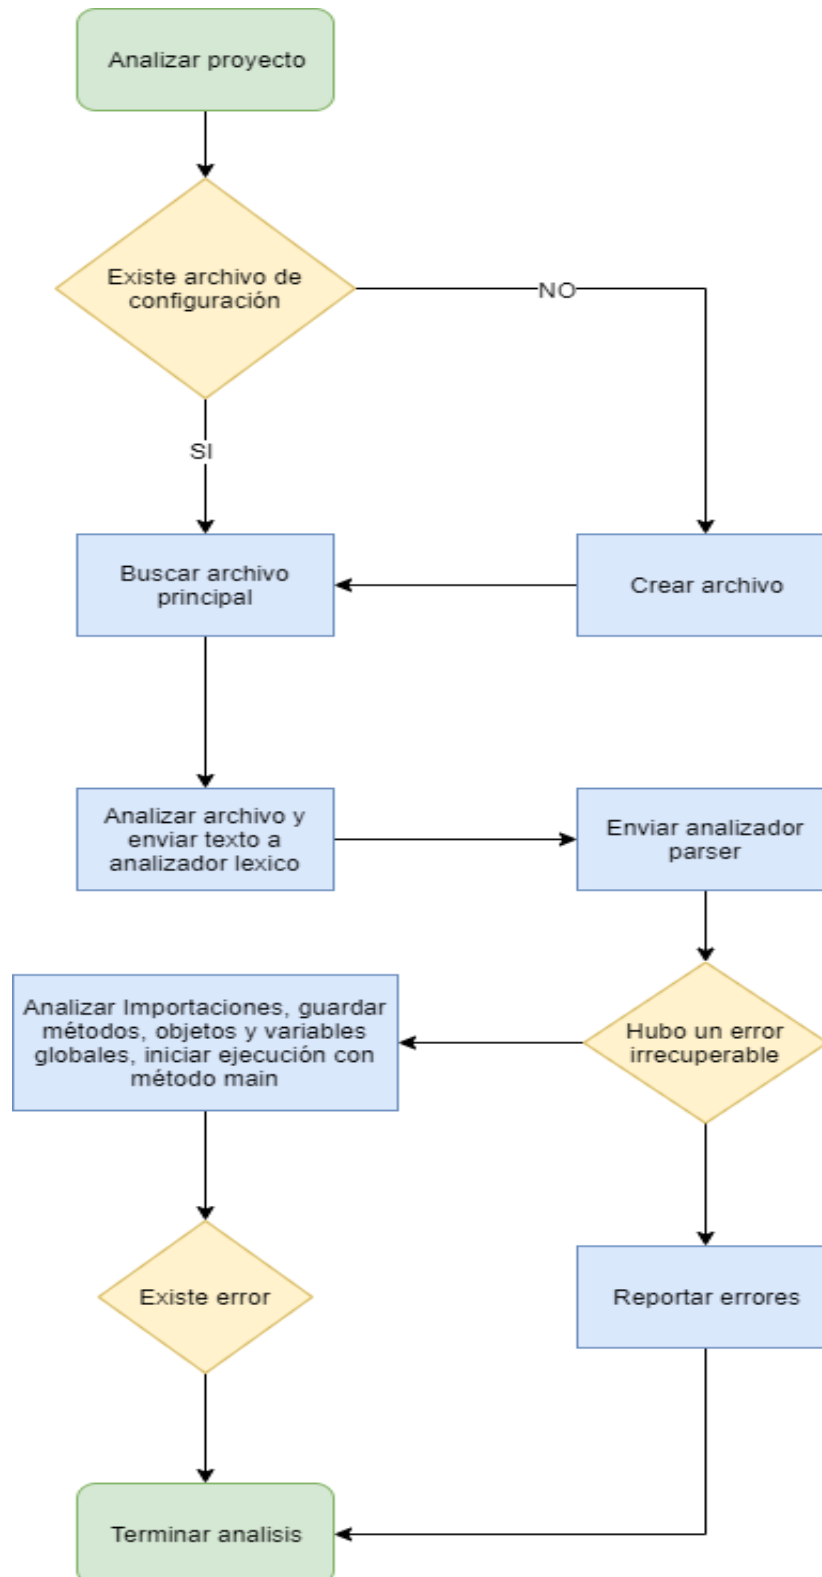 Analizar proyecto
Existe archivo de
configuración
NO
SI
Buscar archivo
principal
Crear archivo
Analizar archivo y
enviar texto a
analizador lexico
Enviar analizador
parser
Analizar Importaciones, guardar
métodos, objetos y variables
globales, iniciar ejecución con
método main
Hubo un error
irrecuperable
Existe error
Reportar errores
Terminar analisis